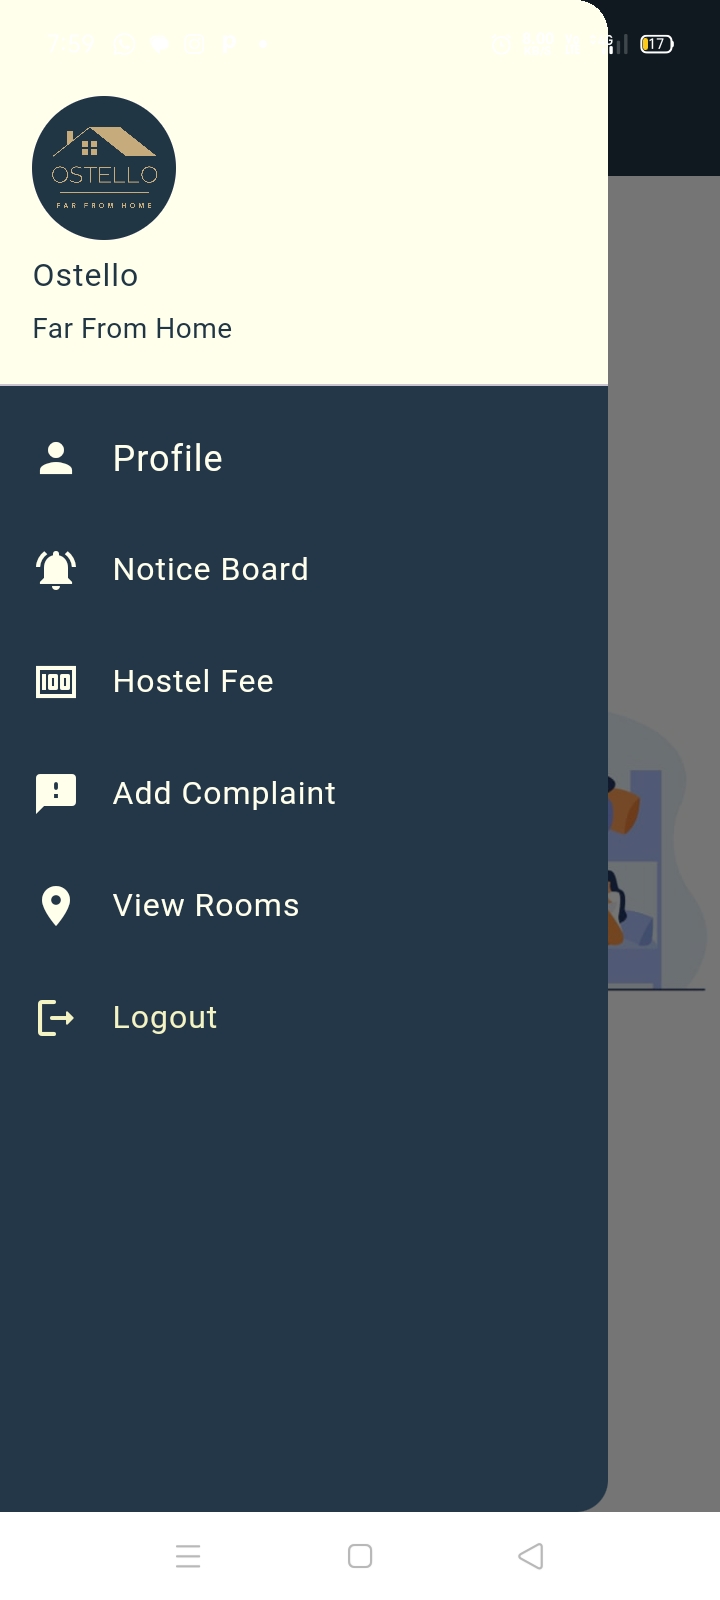 17
OSTELLO
FAR FROM HOME
Ostello
Far From Home
Profile
Notice Board
Hostel Fee
Add Complaint
View Rooms
Logout